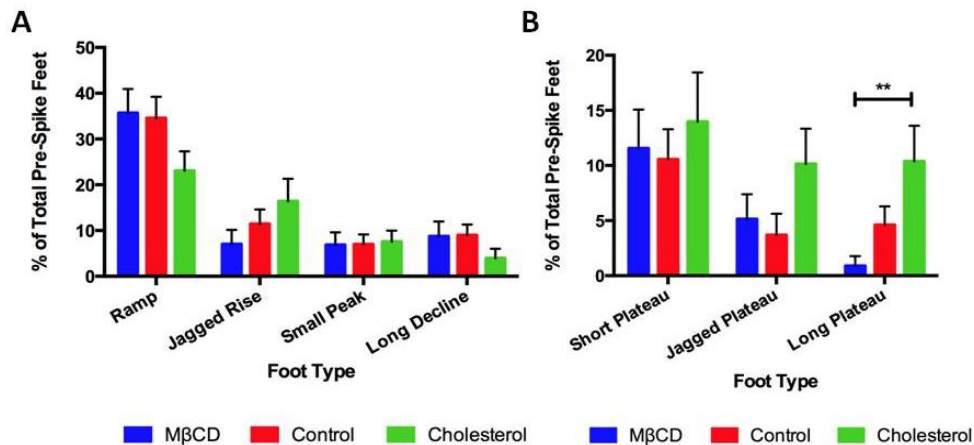 A
% of Total Pre-Spike Feet
50
40
30
20
10
0
Ramp
Jagged Rise
Small Peak
Long Decline
Foot Type
MβCD
Control
Cholesterol
B
% of Total Pre-Spike Feet
20
15
10
5
0
**
Short Plateau
Jagged Plateau
Long Plateau
Foot Type
MβCD
Control
Cholesterol